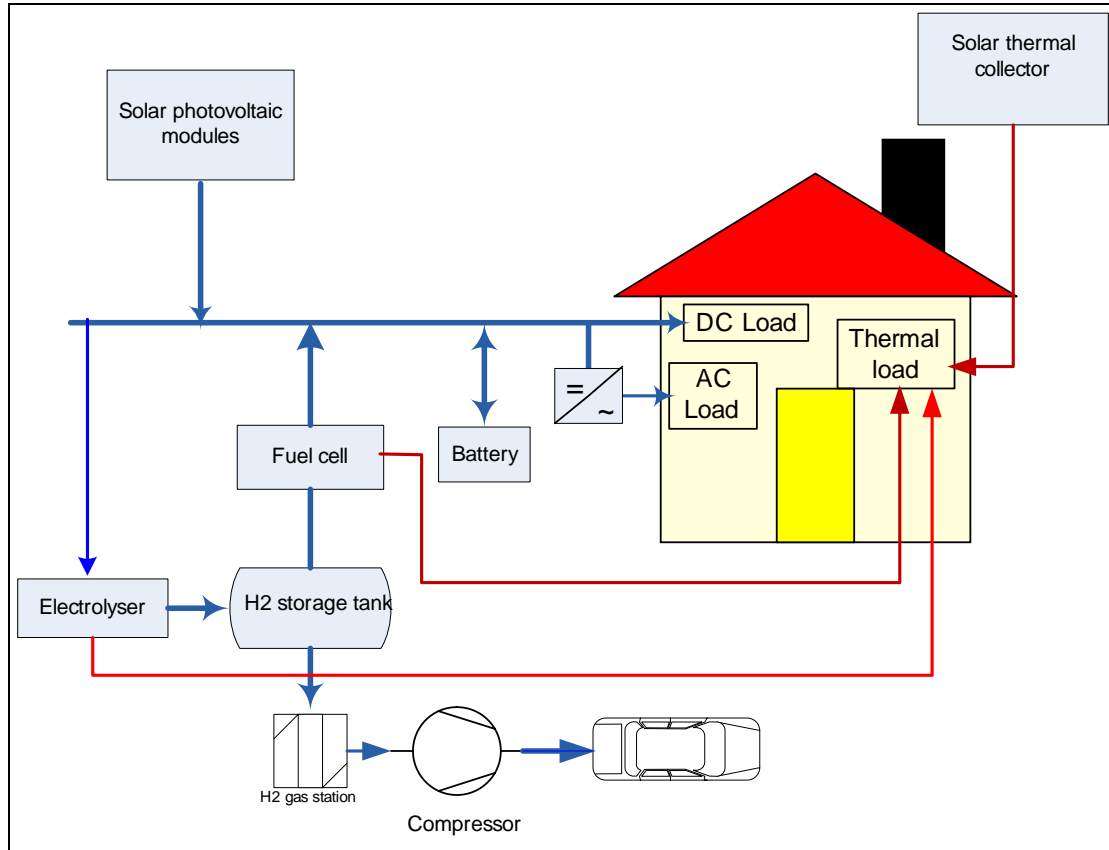 Solar thermal
collector
Solar photovoltaic
modules
DC Load
Thermal
load
=
~
AC
Load
Fuel cell
Battery
Electrolyser
H2 storage tank
H2 gas station
Compressor